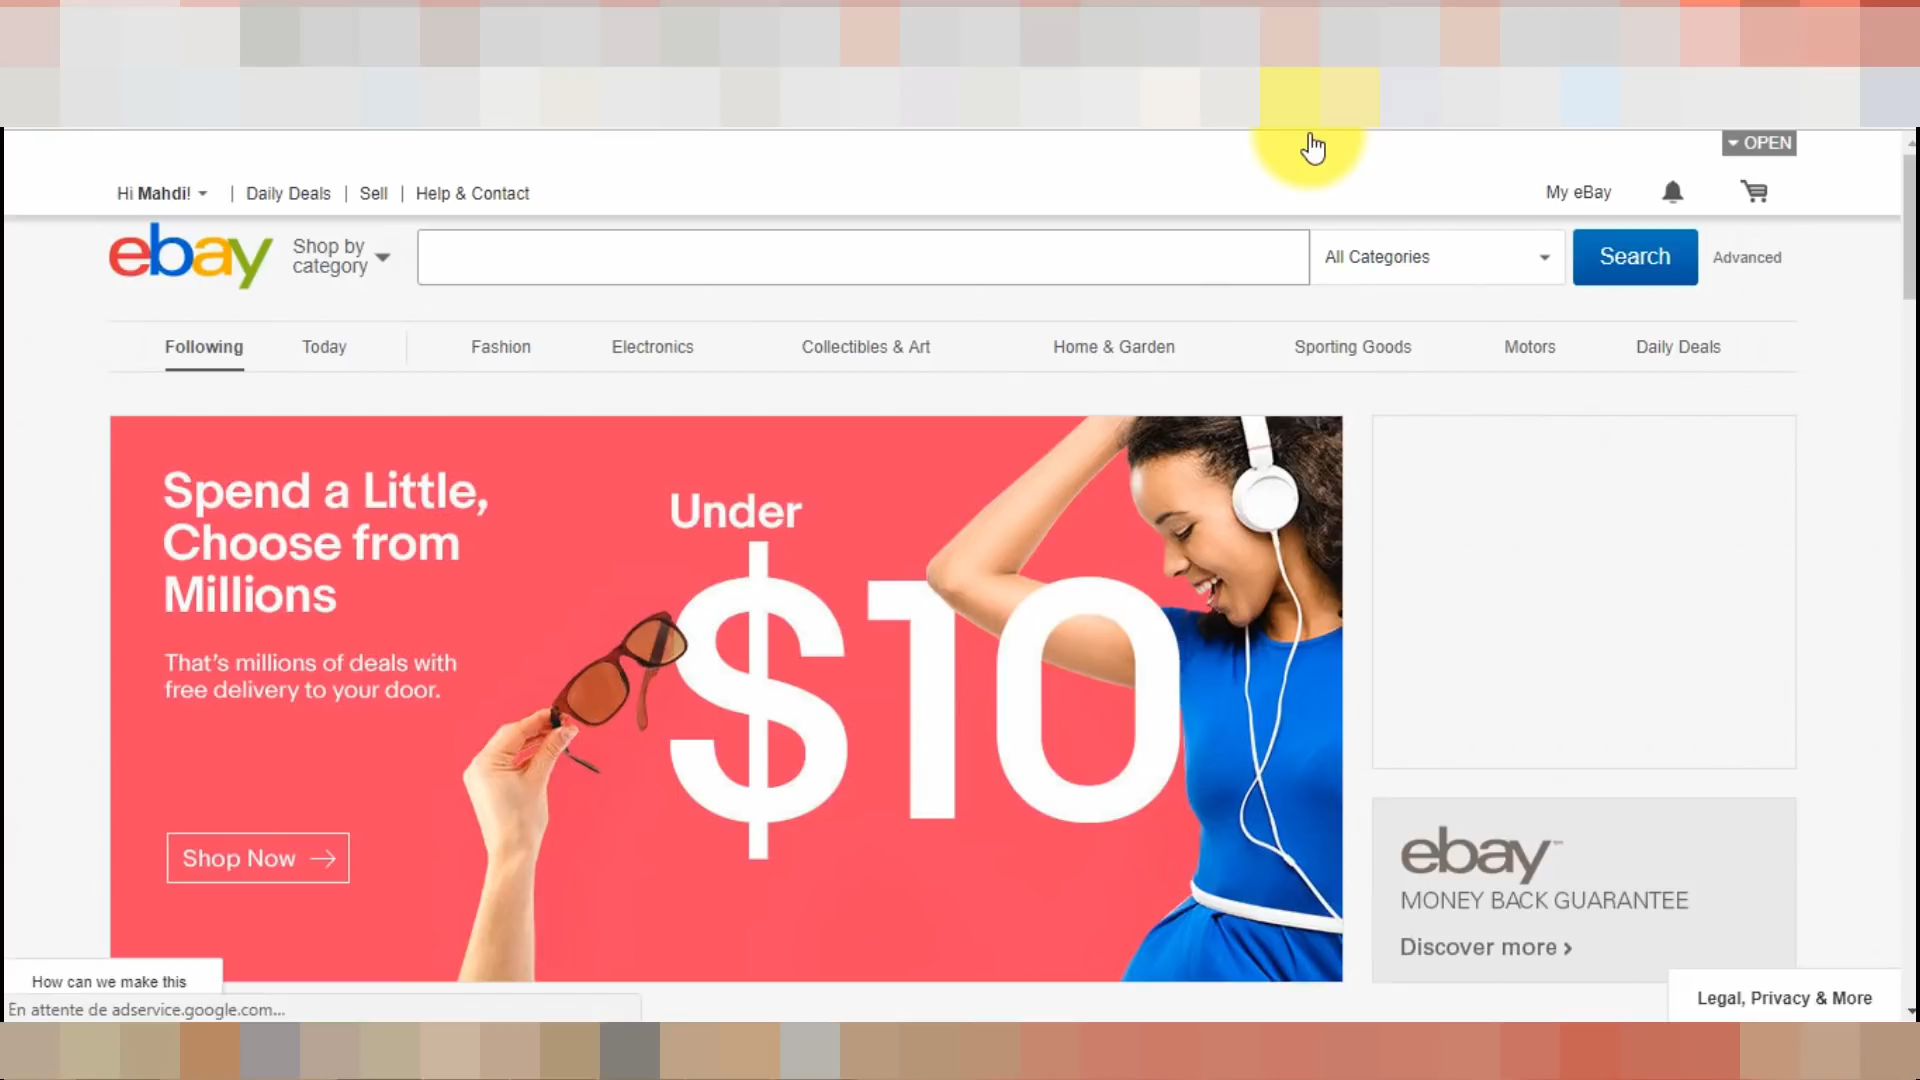 OPEN
Hi Mahdi! | Daily Deals | Sell | Help & Contact
My eBay
ebay
Shop by
category
All Categories
Search
Advanced
Following
Today
Fashion
Electronics
Collectibles & Art
Home & Garden
Sporting Goods
Motors
Daily Deals
Spend a Little,
Choose from
Millions
That's millions of deals with
free delivery to your door.
Shop Now
Under
$10
ebay
MONEY BACK GUARANTEE
Discover more
How can we make this
En attente de adservice.google.com...
Legal, Privacy & More